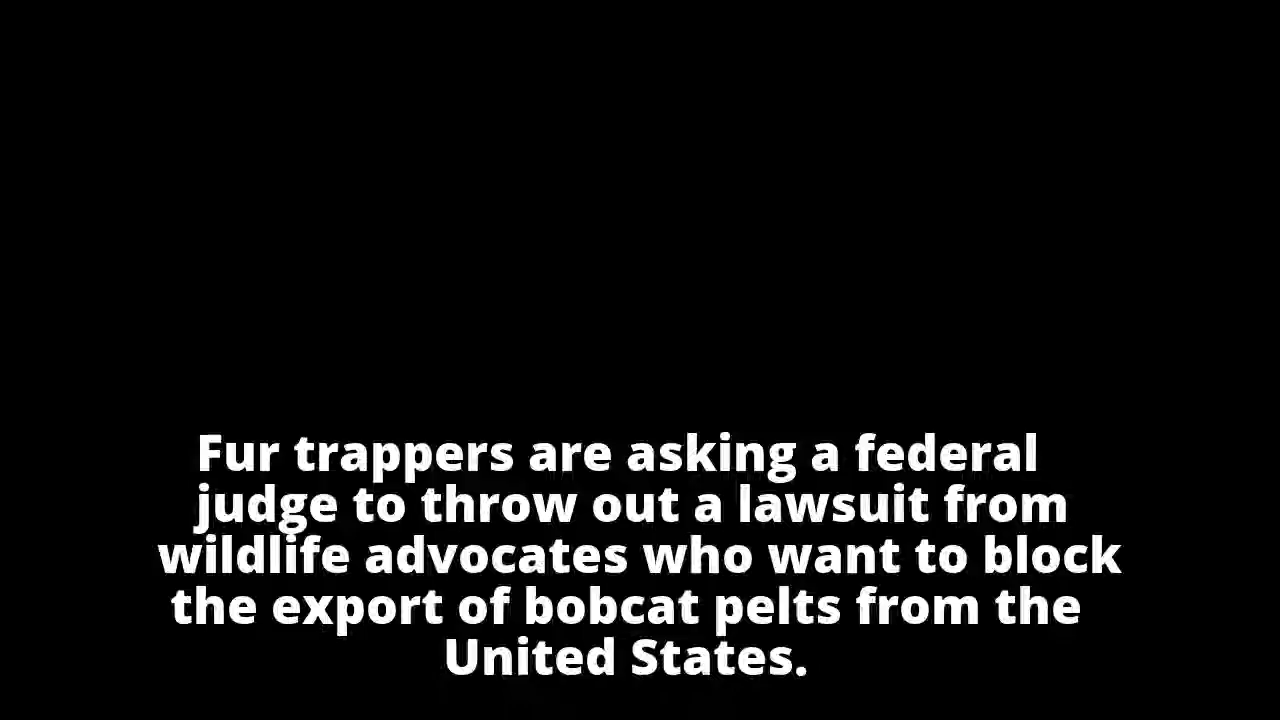 Fur trappers are asking a federal
judge to throw out a lawsuit from
wildlife advocates who want to block
the export of bobcat pelts from the
United States.